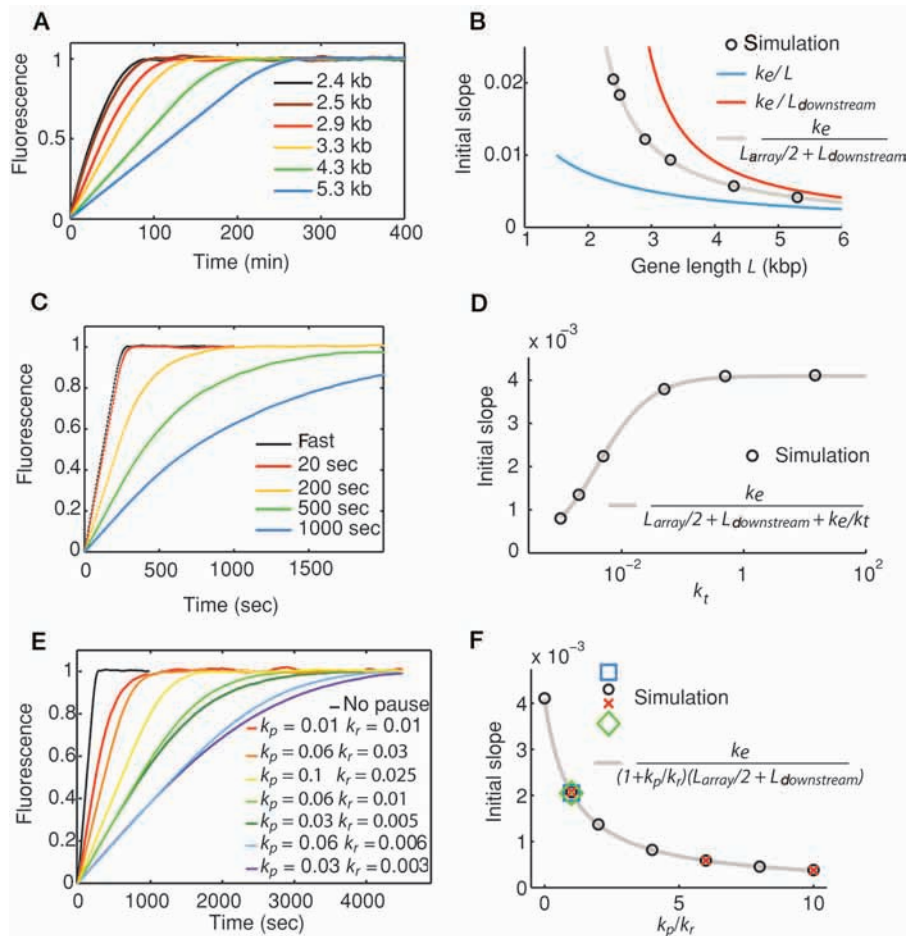 A
Fluorescence
1
0.5
0
0 100 200 300 400
Time (min)
2.4 kb
2.5 kb
2.9 kb
3.3 kb
4.3 kb
5.3 kb
B
Initial slope
0.02
0.01
0
1 2 3 4 5 6
Gene length L (kbp)
Simulation
ke/L
ke/Ldownstream
ke
Larray/2 + Ldownstream
C
Fluorescence
1
0.8
0.6
0.4
0.2
0
0 500 1000 1500
Time (sec)
Fast
20 sec
200 sec
500 sec
1000 sec
D
x 10-3
Initial slope
4
3
2
1
0
10-2 1 102
kt
Simulation
ke
Larray/2 + Ldownstream + ke/kt
E
Fluorescence
1
0.8
0.6
0.4
0.2
0
0 1000 2000 3000 4000
Time (sec)
No pause
kp = 0.01 kr = 0.01
kp = 0.06 kr = 0.03
kp = 0.1 kr = 0.025
kp = 0.06 kr = 0.01
kp = 0.03 kr = 0.005
kp = 0.06 kr = 0.006
kp = 0.03 kr = 0.003
F
x 10-3
Initial slope
4
3
2
1
0
0 5 10
kp/kr
Simulation
ke
(1+kp/kr)(Larray/2 + Ldownstream)